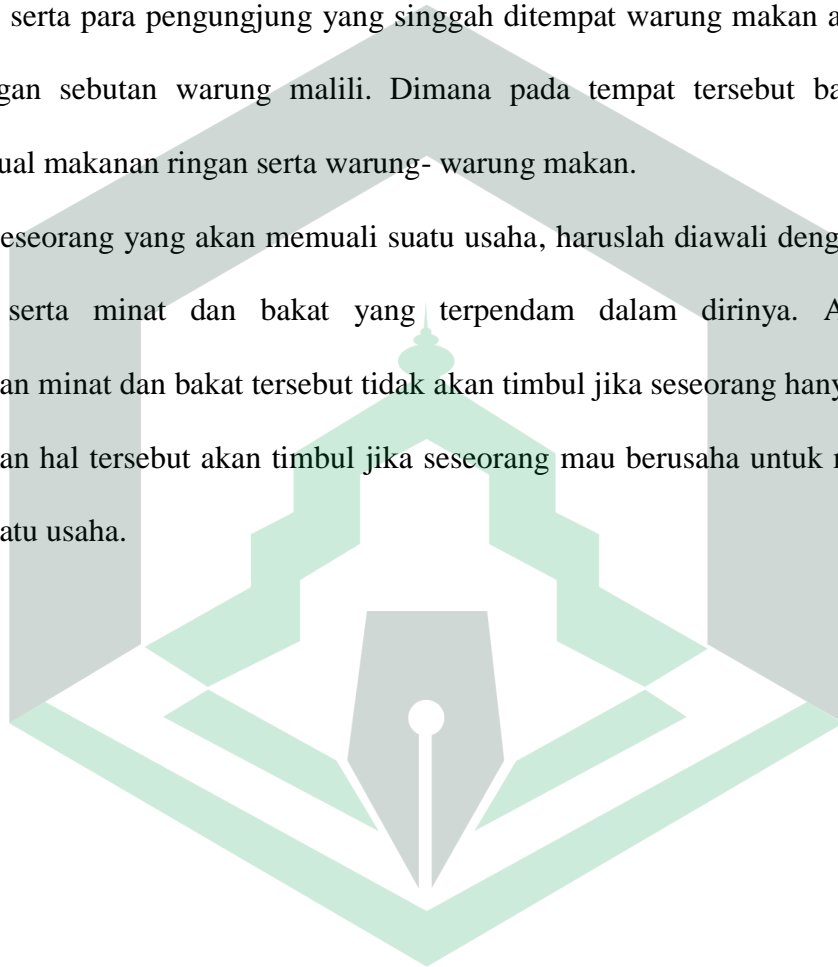 serta para pengungjung yang singgah ditempat warung makan a
gan sebutan warung malili. Dimana pada tempat tersebut ba
ual makanan ringan serta warung- warung makan.
eseorang yang akan memuali suatu usaha, haruslah diawali deng
serta minat dan bakat yang terpendam dalam dirinya. A
an minat dan bakat tersebut tidak akan timbul jika seseorang hany
an hal tersebut akan timbul jika seseorang mau berusaha untuk
atu usaha.